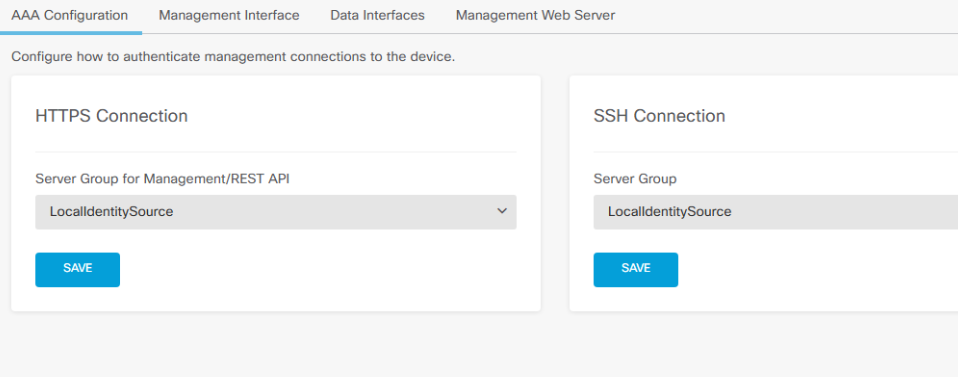 AAA Configuration Management Interface Data Interfaces Management Web Server
Configure how to authenticate management connections to the device.
HTTPS Connection
Server Group for Management/REST API
LocalIdentitySource
SAVE
SSH Connection
Server Group
LocalIdentitySource
SAVE